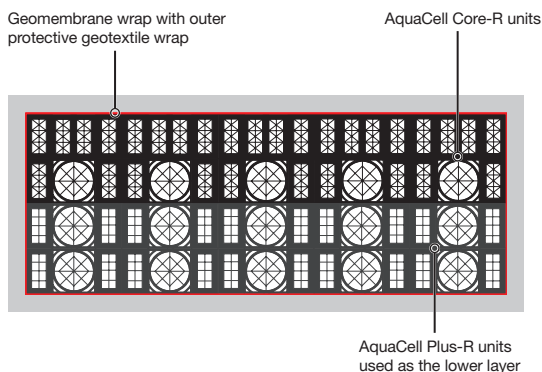 Geomembrane wrap with outer
protective geotextile wrap
AquaCell Core-R units
AquaCell Plus-R units
used as the lower layer